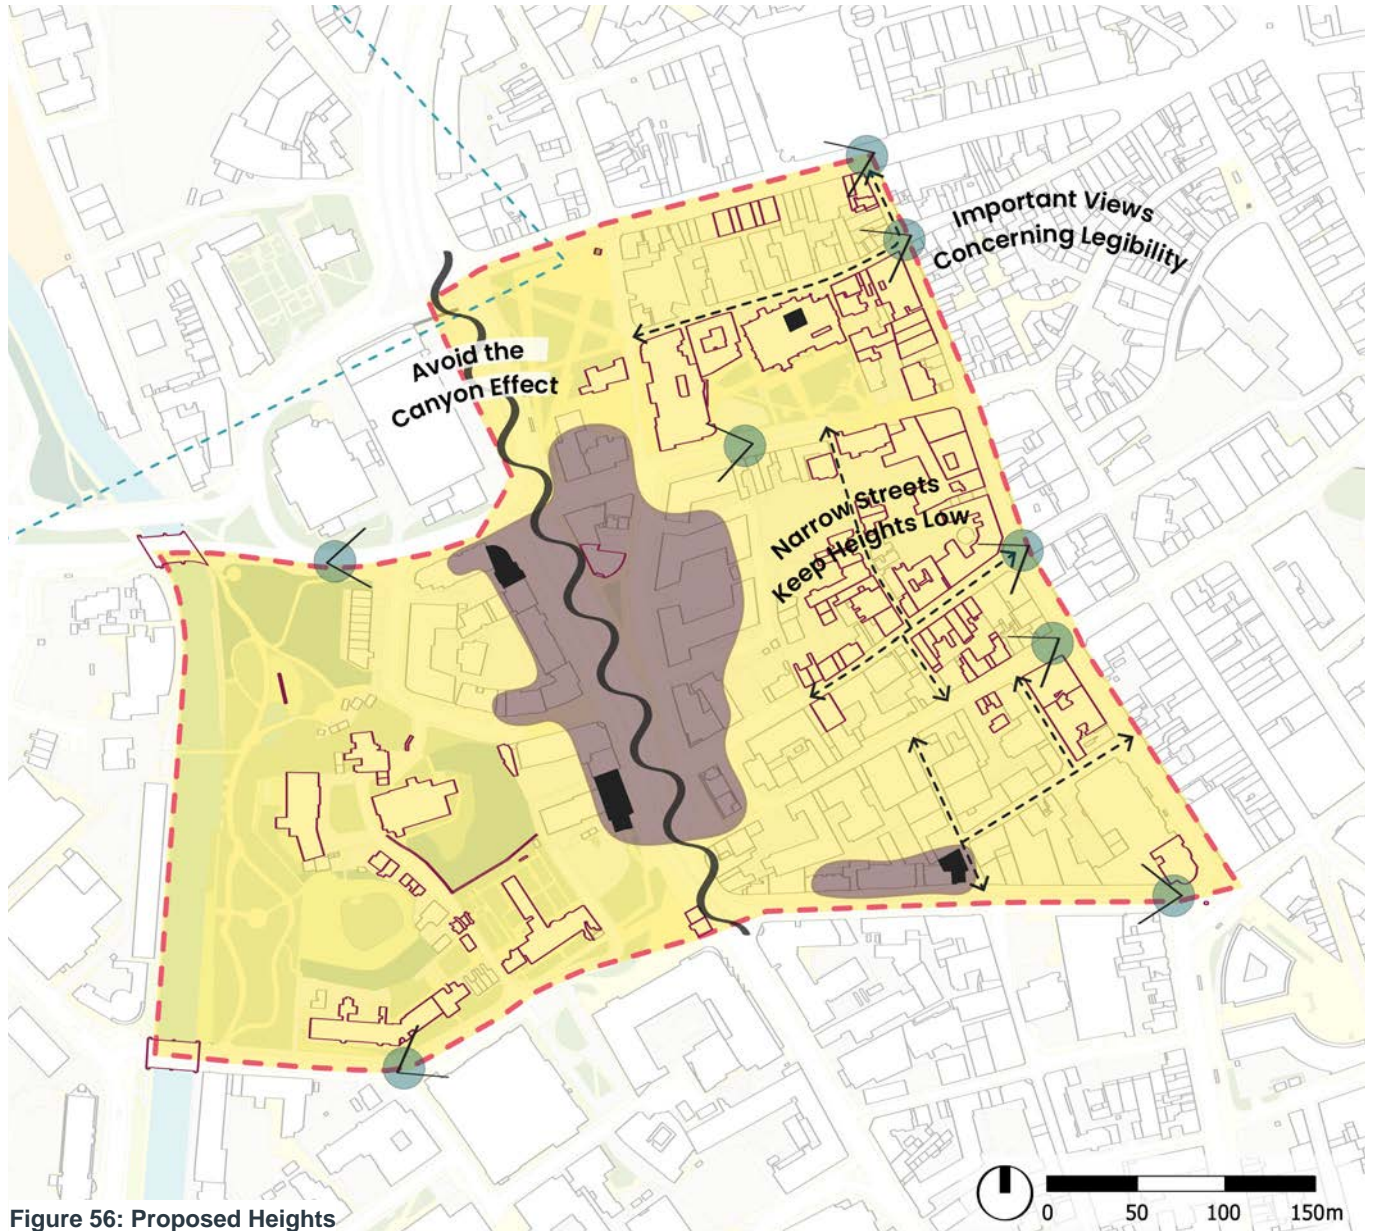 Important Views
Concerning Legibility
Avoid the
Canyon Effect
Narrow Streets
Keep Heights Low
0 50 100 150m
Figure 56: Proposed Heights